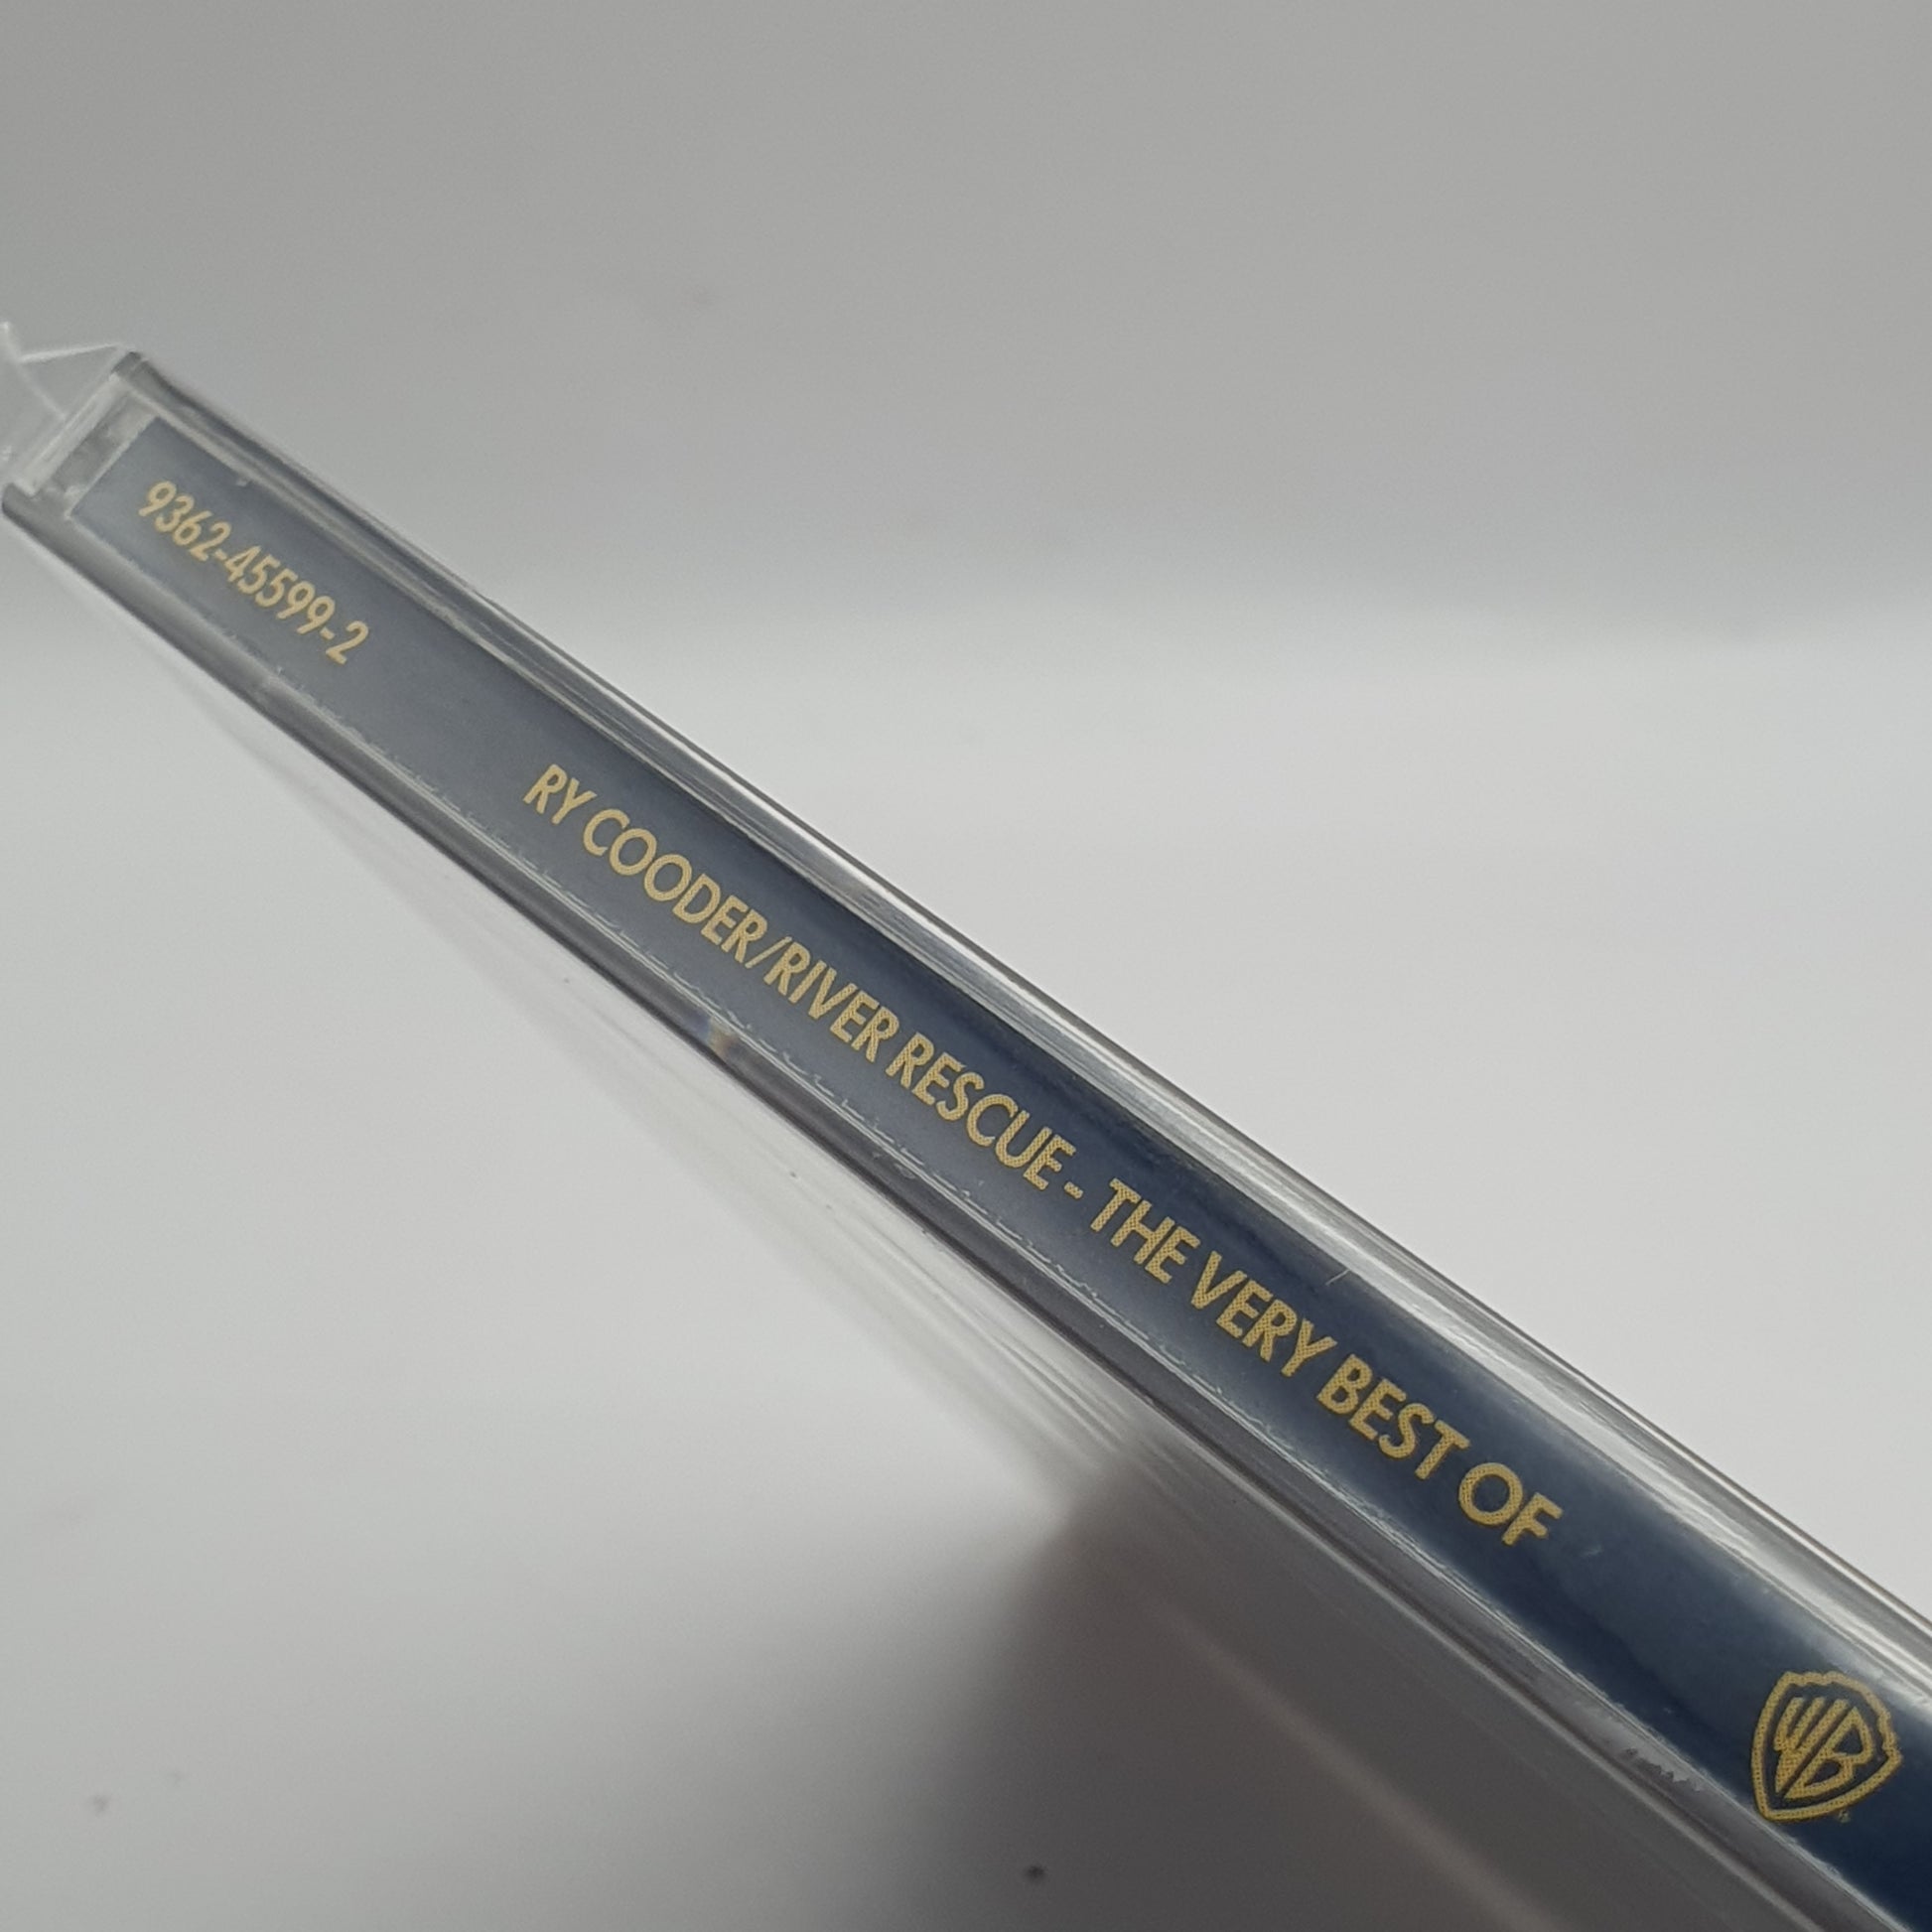 9362-45599-2
RY COODER/RIVER RESCUE - THE VERY BEST OF
WB